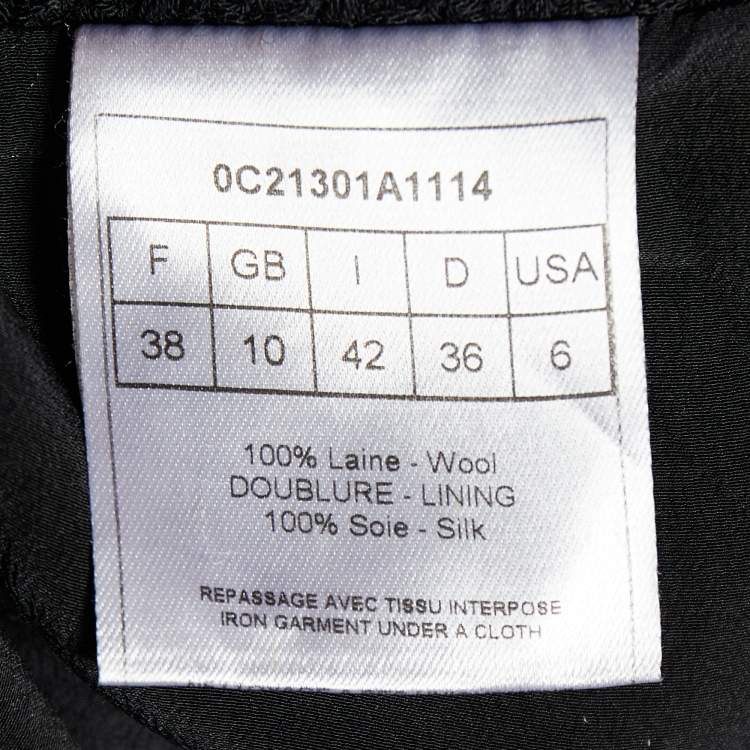 0C21301A1114
F GB I D USA
38 10 42 36 6
100% Laine - Wool
DOUBLURE - LINING
100% Soie - Silk
REPASSAGE AVEC TISSU INTERPOSE
IRON GARMENT UNDER A CLOTH